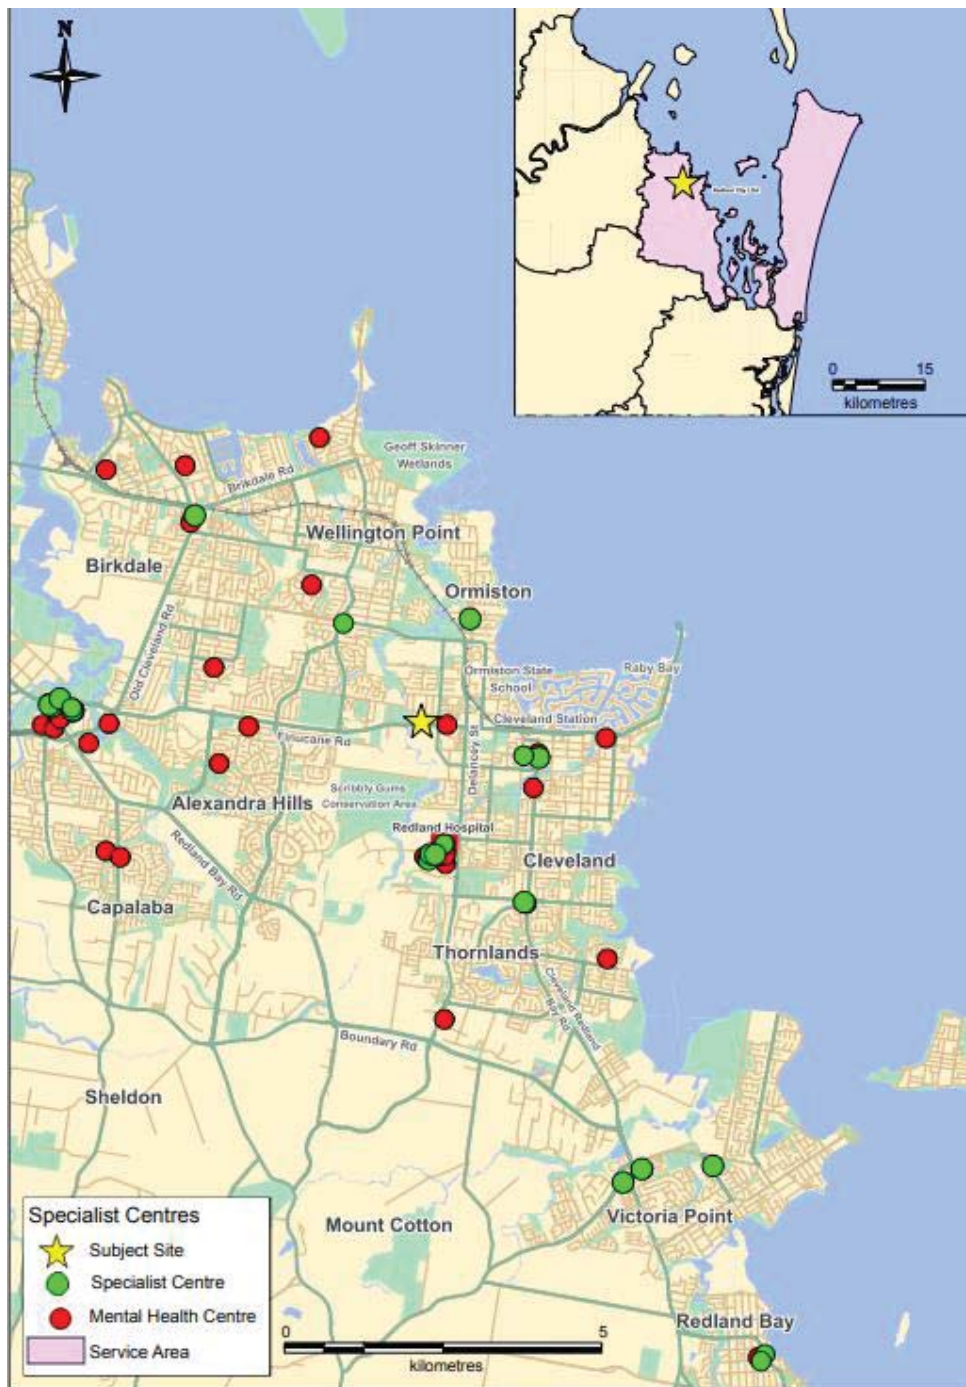 N
0 15
kilometres
Geoff Skinner
Wetlands
Brikdale Rd
Wellington Point
Birkdale
Ormiston
Old Cleveland Rd
Ormiston State
School
Raby Bay
Cleveland Station
Finucane Rd
Delancey St
Scribbly Gums
Conservation Area
Alexandra Hills
Redland Hospital
Redland Bay Rd
Cleveland
Capalaba
Thornlands
Cleveland Redland
Bay Rd
Boundary Rd
Sheldon
Mount Cotton
Victoria Point
Redland Bay
Specialist Centres
Subject Site
Specialist Centre
Mental Health Centre
Service Area
0 5
kilometres